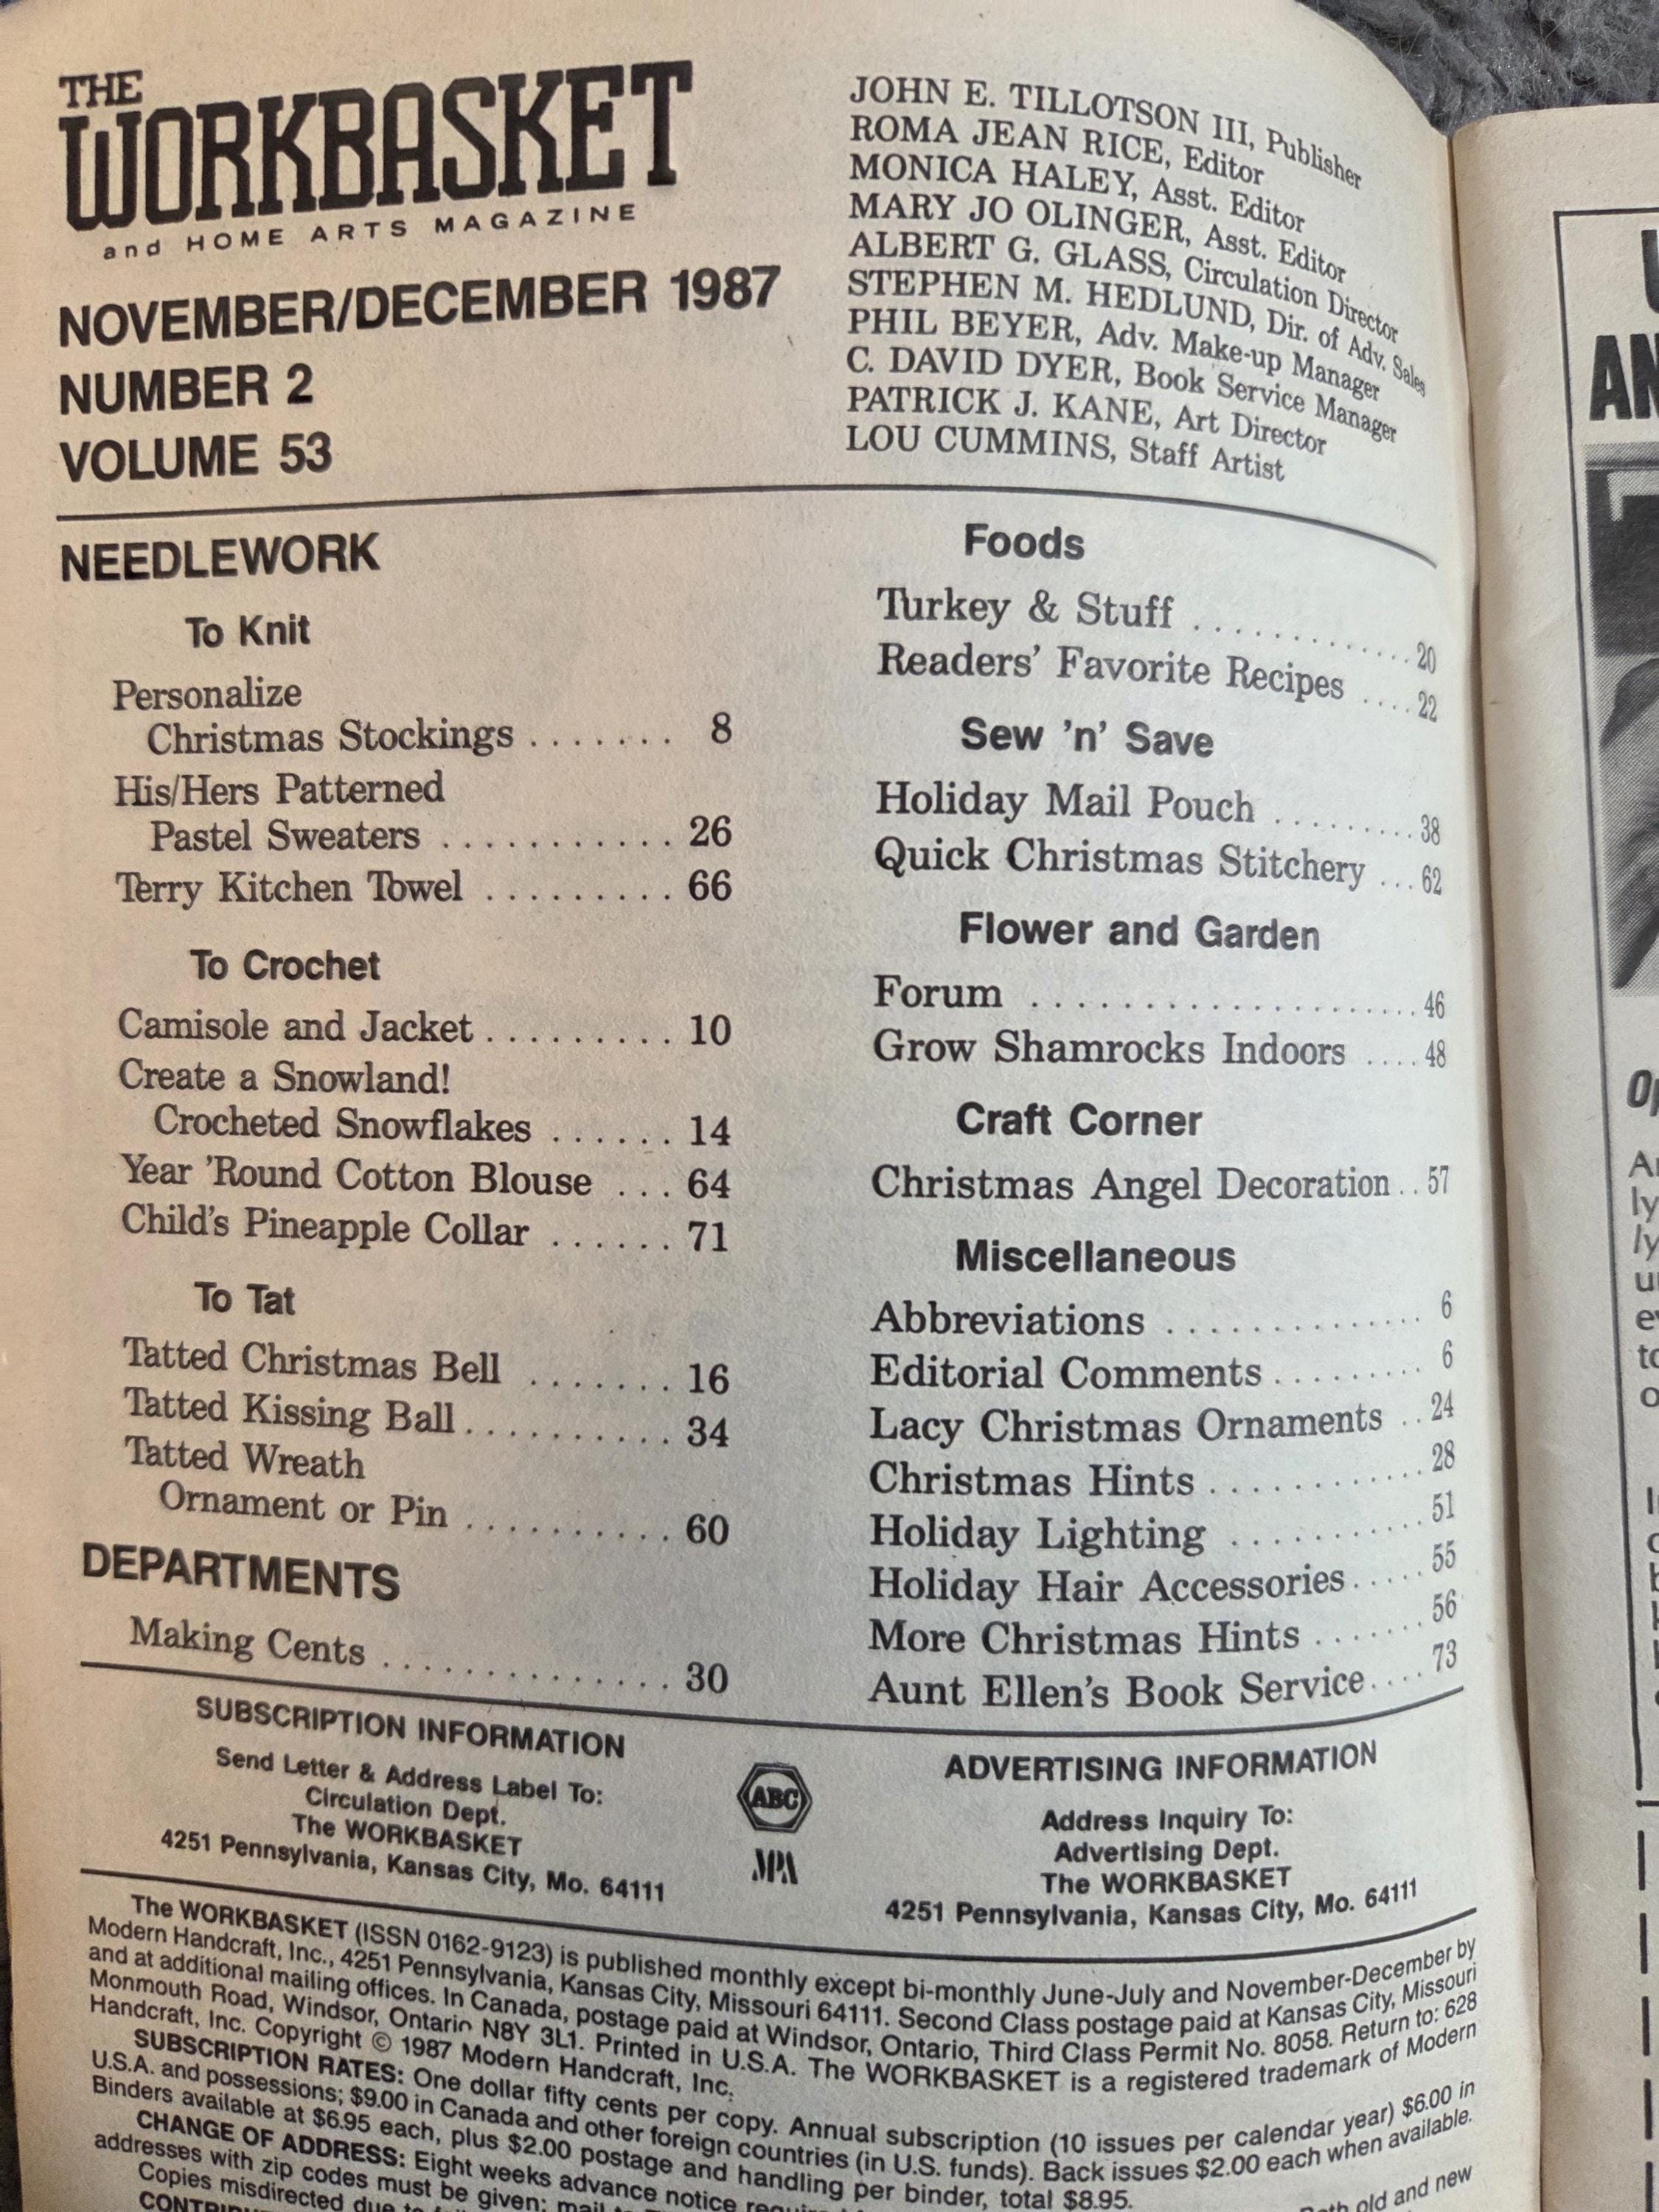 THE
WORKBASKET
and HOME ARTS MAGAZINE
NOVEMBER/DECEMBER 1987
NUMBER 2
VOLUME 53
JOHN E. TILLOTSON III, Publisher
ROMA JEAN RICE, Editor
MONICA HALEY, Asst. Editor
MARY JO OLINGER, Asst. Editor
ALBERT G. GLASS, Circulation Director
STEPHEN M. HEDLUND, Dir. of Adv. Sales
PHIL BEYER, Adv. Make-up Manager
C. DAVID DYER, Book Service Manager
PATRICK J. KANE, Art Director
LOU CUMMINS, Staff Artist
NEEDLEWORK
To Knit
Personalize
Christmas Stockings ....... 8
His/Hers Patterned
Pastel Sweaters ........... 26
Terry Kitchen Towel ......... 66
To Crochet
Camisole and Jacket ......... 10
Create a Snowland!
Crocheted Snowflakes ...... 14
Year 'Round Cotton Blouse ... 64
Child's Pineapple Collar ...... 71
To Tat
Tatted Christmas Bell ....... 16
Tatted Kissing Ball .......... 34
Tatted Wreath
Ornament or Pin .......... 60
DEPARTMENTS
Making Cents .............. 30
Foods
Turkey & Stuff ............. 20
Readers' Favorite Recipes .... 22
Sew 'n' Save
Holiday Mail Pouch ......... 38
Quick Christmas Stitchery ... 62
Flower and Garden
Forum ................... 46
Grow Shamrocks Indoors .... 48
Craft Corner
Christmas Angel Decoration .. 57
Miscellaneous
Abbreviations .............. 6
Editorial Comments ......... 6
Lacy Christmas Ornaments .. 24
Christmas Hints ........... 28
Holiday Lighting .......... 51
Holiday Hair Accessories ..... 55
More Christmas Hints ....... 56
Aunt Ellen's Book Service .... 73
SUBSCRIPTION INFORMATION
Send Letter & Address Label To:
Circulation Dept.
The WORKBASKET
4251 Pennsylvania, Kansas City, Mo. 64111
ABC
MPA
ADVERTISING INFORMATION
Address Inquiry To:
Advertising Dept.
The WORKBASKET
4251 Pennsylvania, Kansas City, Mo. 64111
The WORKBASKET (ISSN 0162-9123) is published monthly except bi-monthly June-July and November-December by
Modern Handcraft, Inc., 4251 Pennsylvania, Kansas City, Missouri 64111. Second Class postage paid at Kansas City, Missouri
and at additional mailing offices. In Canada, postage paid at Windsor, Ontario, Third Class Permit No. 8058. Return to: 628
Monmouth Road, Windsor, Ontario N8Y 3L1. Printed in U.S.A. The WORKBASKET is a registered trademark of Modern
Handcraft, Inc. Copyright © 1987 Modern Handcraft, Inc.
SUBSCRIPTION RATES: One dollar fifty cents per copy. Annual subscription (10 issues per calendar year) $6.00 in
U.S.A. and possessions; $9.00 in Canada and other foreign countries (in U.S. funds). Back issues $2.00 each when available.
Binders available at $6.95 each, plus $2.00 postage and handling per binder, total $8.95.
CHANGE OF ADDRESS: Eight weeks advance notice old and new
addresses with zip codes must be given;
Copies misdirected due to
AN